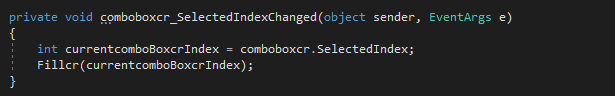 private void comboboxcr_SelectedIndexChanged(object sender, EventArgs e)
{
int currentcomboBoxcrIndex = comboboxcr.SelectedIndex;
Fillcr(currentcomboBoxcrIndex);
}